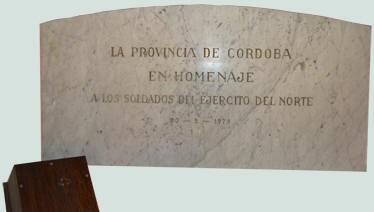 LA PROVINCIA DE CORDOBA
EN HOMENAJE
A LOS SOLDADOS DEL EJERCITO DEL NORTE